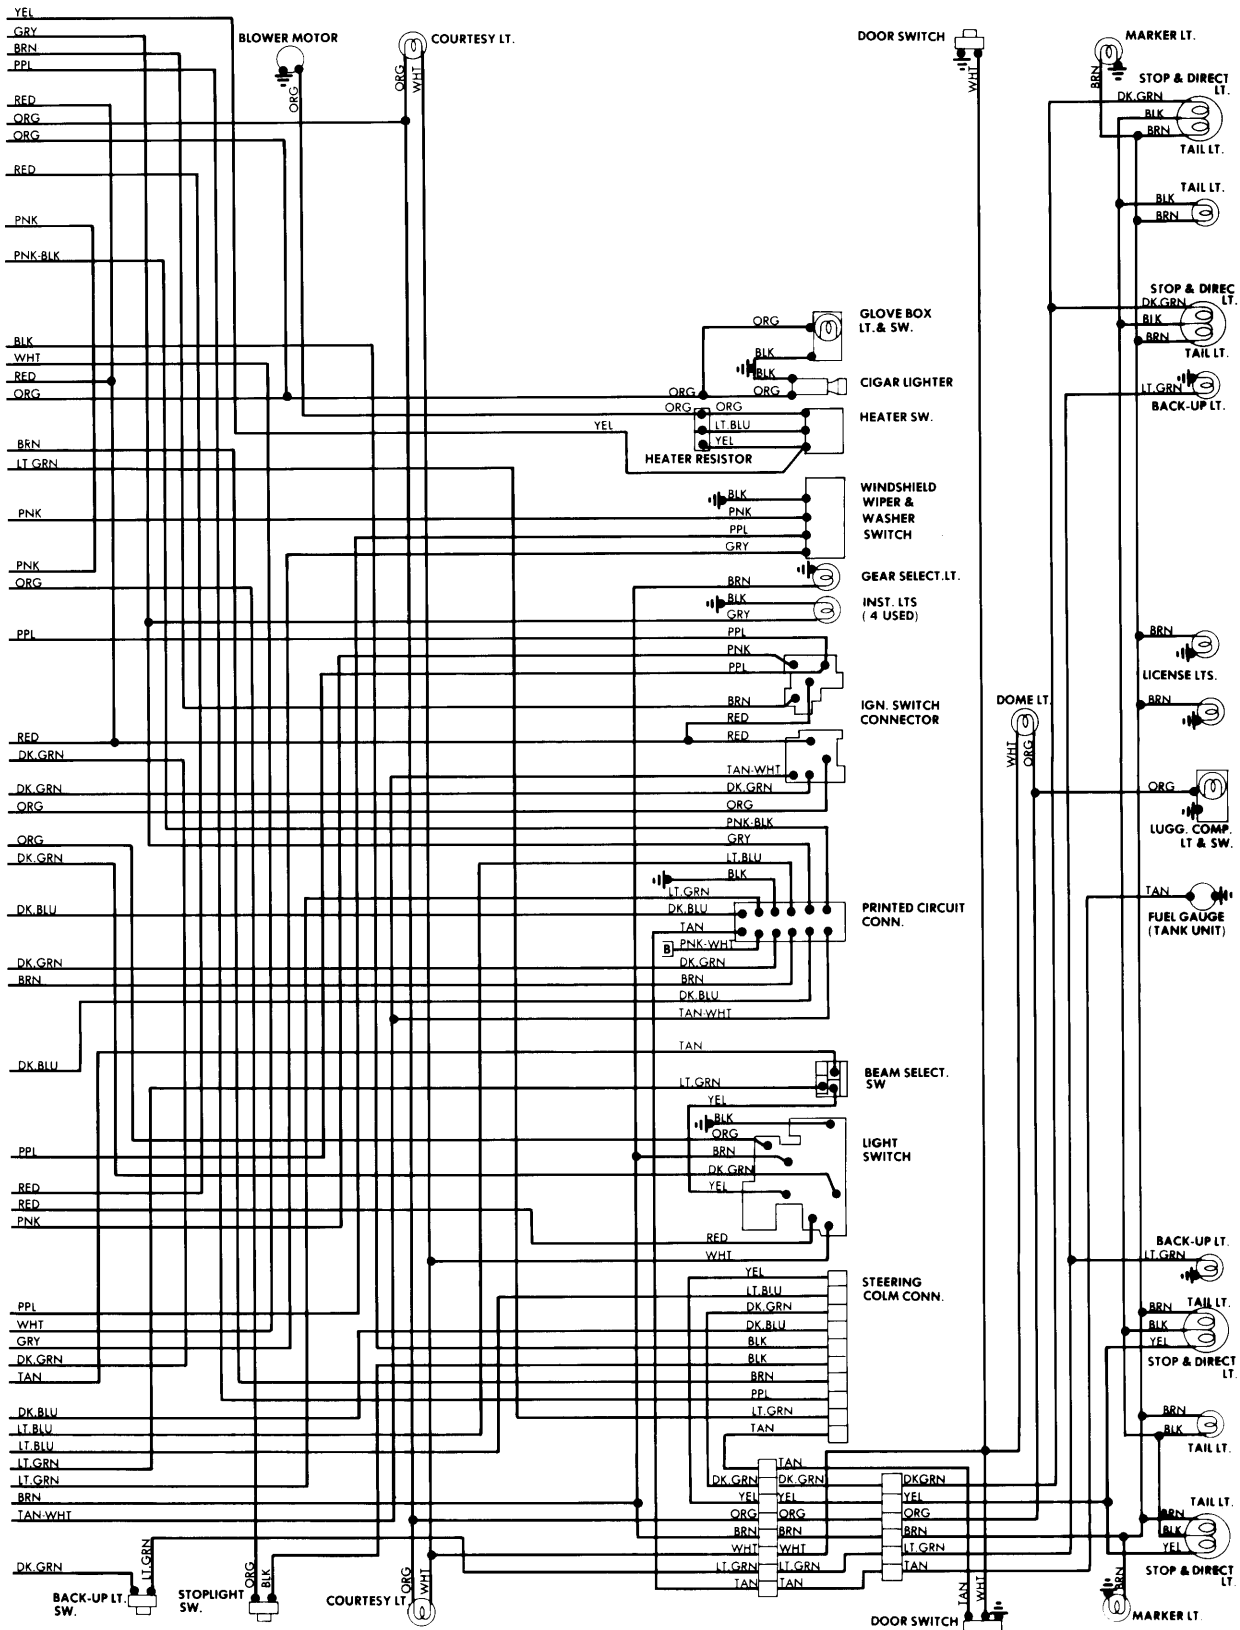 YEL
GRY
BRN
PPL
RED
ORG
ORG
RED
PNK
PNK-BLK
BLK
WHT
RED
ORG
BRN
LT GRN
PNK
PNK
ORG
PPL
RED
DK.GRN
DK.GRN
ORG
ORG
DK.GRN
DK.BLU
DK.GRN
BRN
DK.BLU
PPL
RED
RED
PNK
PPL
WHT
GRY
DK.GRN
TAN
DK.BLU
LT.BLU
LT.BLU
LT.GRN
LT.GRN
BRN
TAN-WHT
DK.GRN
LT.GRN
BACK-UP LT.
SW.
STOPLIGHT
SW.
ORG
BLK
BLOWER MOTOR
ORG
COURTESY LT.
ORG
WHT
DOOR SWITCH
WHT
ORG
GLOVE BOX
LT.& SW.
BLK
BLK
CIGAR LIGHTER
ORG
ORG
ORG
ORG
HEATER SW.
YEL
LT.BLU
YEL
HEATER RESISTOR
BLK
WINDSHIELD
WIPER &
WASHER
SWITCH
PNK
PPL
GRY
BRN
GEAR SELECT.LT.
BLK
INST. LTS
( 4 USED)
GRY
PPL
PNK
PPL
BRN
IGN. SWITCH
CONNECTOR
RED
RED
TAN-WHT
DK.GRN
ORG
PNK-BLK
GRY
LT.BLU
BLK
LT.GRN
DK.BLU
PRINTED CIRCUIT
CONN.
TAN
B
PNK-WHT
DK.GRN
BRN
DK.BLU
TAN-WHT
TAN
BEAM SELECT.
SW
LT.GRN
YEL
BLK
ORG
BRN
LIGHT
SWITCH
DK.GRN
YEL
RED
WHT
YEL
STEERING
COLM CONN.
LT.BLU
DK.GRN
DK.BLU
BLK
BLK
BRN
PPL
LT.GRN
TAN
TAN
DK.GRN
DK.GRN
DKGRN
YEL
YEL
YEL
ORG
ORG
ORG
BRN
BRN
BRN
WHT
WHT
LT.GRN
LT.GRN
LT.GRN
TAN
TAN
TAN
COURTESY LT.
ORG
WHT
DOOR SWITCH
TAN
WHT
DOME LT.
WHT
ORG
MARKER LT.
BRN
STOP & DIRECT
LT.
DK.GRN
BLK
BRN
TAIL LT.
TAIL LT.
BLK
BRN
STOP & DIREC
LT.
DK.GRN
BLK
BRN
TAIL LT.
LT.GRN
BACK-UP LT.
BRN
LICENSE LTS.
BRN
ORG
LUGG. COMP.
LT & SW.
TAN
FUEL GAUGE
(TANK UNIT)
BACK-UP LT.
LT.GRN
TAIL LT.
BRN
BLK
YEL
STOP & DIRECT
LT.
BRN
BLK
TAIL LT.
TAIL LT.
BRN
BLK
YEL
STOP & DIRECT
LT.
BRN
MARKER LT.